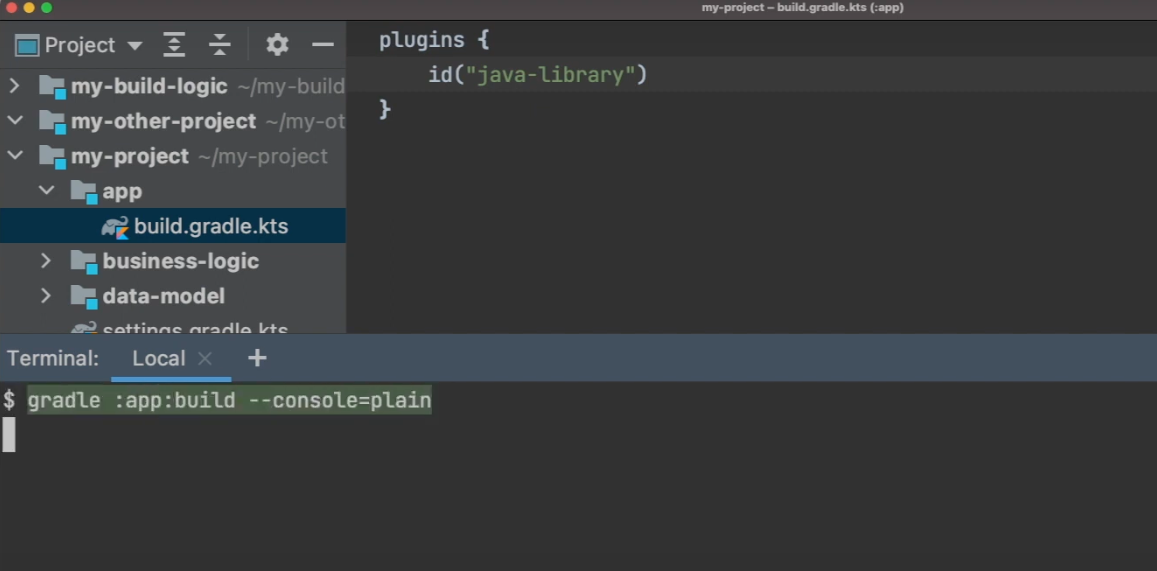 my-project – build.gradle.kts (:app)
Project
my-build-logic ~/my-build
my-other-project ~/my-ot
my-project ~/my-project
app
build.gradle.kts
business-logic
data-model
settings.gradle.kts
plugins {
id("java-library")
}
Terminal: Local × +
$ gradle :app:build --console=plain